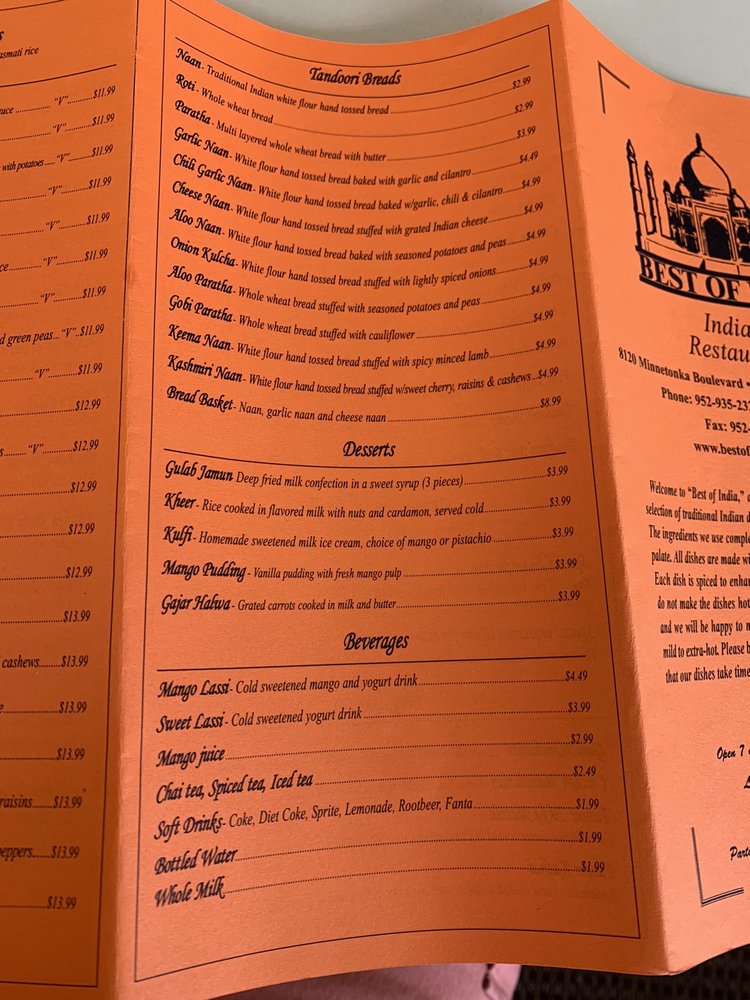 s
asmati rice
uce ............... "V".........$11.99
"V".........$11.99
with potatoes..... "V".........$11.99
"V".........$11.99
"V".........$11.99
ce............ "V".........$11.99
"V".........$11.99
d green peas..."V"..$11.99
"V".........$11.99
$12.99
s ........ "V".........$12.99
$12.99
$12.99
$12.99
$13.99
cashews........$13.99
e.................$13.99
$13.99
raisins......$13.99
peppers......$13.99
$13.99
Tandoori Breads
Naan- Traditional Indian white flour hand tossed bread $2.99
Roti- Whole wheat bread $2.99
Paratha- Multi layered whole wheat bread with butter $3.99
Garlic Naan- White flour hand tossed bread baked with garlic and cilantro $4.49
Chili Garlic Naan- White flour hand tossed bread baked w/garlic, chili & cilantro $4.99
Cheese Naan- White flour hand tossed bread stuffed with grated Indian cheese $4.99
Aloo Naan- White flour hand tossed bread baked with seasoned potatoes and peas $4.99
Onion Kulcha- White flour hand tossed bread stuffed with lightly spiced onions $4.99
Aloo Paratha- Whole wheat bread stuffed with seasoned potatoes and peas $4.99
Gobi Paratha- Whole wheat bread stuffed with cauliflower $4.99
Keema Naan- White flour hand tossed bread stuffed with spicy minced lamb $4.99
Kashmiri Naan- White flour hand tossed bread stuffed w/sweet cherry, raisins & cashews $4.99
Bread Basket- Naan, garlic naan and cheese naan $8.99
Desserts
Gulab Jamun- Deep fried milk confection in a sweet syrup (3 pieces) $3.99
Kheer- Rice cooked in flavored milk with nuts and cardamon, served cold $3.99
Kulfi- Homemade sweetened milk ice cream, choice of mango or pistachio $3.99
Mango Pudding- Vanilla pudding with fresh mango pulp $3.99
Gajar Halwa- Grated carrots cooked in milk and butter $3.99
Beverages
Mango Lassi- Cold sweetened mango and yogurt drink $4.49
Sweet Lassi- Cold sweetened yogurt drink $3.99
Mango juice $2.99
Chai tea, Spiced tea, Iced tea $2.49
Soft Drinks- Coke, Diet Coke, Sprite, Lemonade, Rootbeer, Fanta $1.99
Bottled Water $1.99
Whole Milk $1.99
BEST OF
India
Restau
8120 Minnetonka Boulevard
Phone: 952-935-23
Fax: 952-
www.bestof
Welcome to "Best of India," a
selection of traditional Indian d
The ingredients we use comple
palate. All dishes are made wi
Each dish is spiced to enhan
do not make the dishes hot
and we will be happy to m
mild to extra-hot. Please b
that our dishes take time
Open 7
L
Part